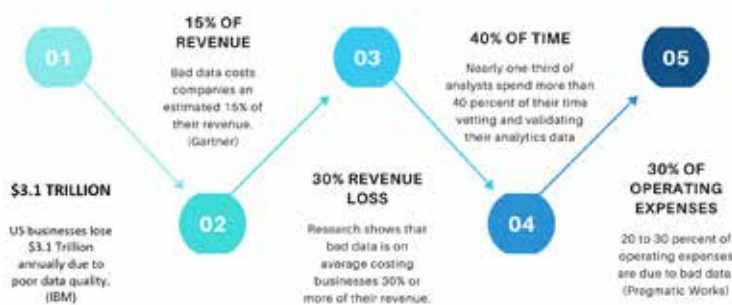 01
$3.1 TRILLION
US businesses lose
$3.1 Trillion
annually due to
poor data quality.
(IBM)
15% OF
REVENUE
Bad data costs
companies an
estimated 15% of
their revenue.
(Gartner)
02
03
30% REVENUE
LOSS
Research shows that
bad data is on
average costing
businesses 30% or
more of their revenue.
40% OF TIME
Nearly one-third of
analysts spend more than
40 percent of their time
vetting and validating
their analytics data
04
05
30% OF
OPERATING
EXPENSES
20 to 30 percent of
operating expenses
are due to bad data.
(Pragmatic Works)